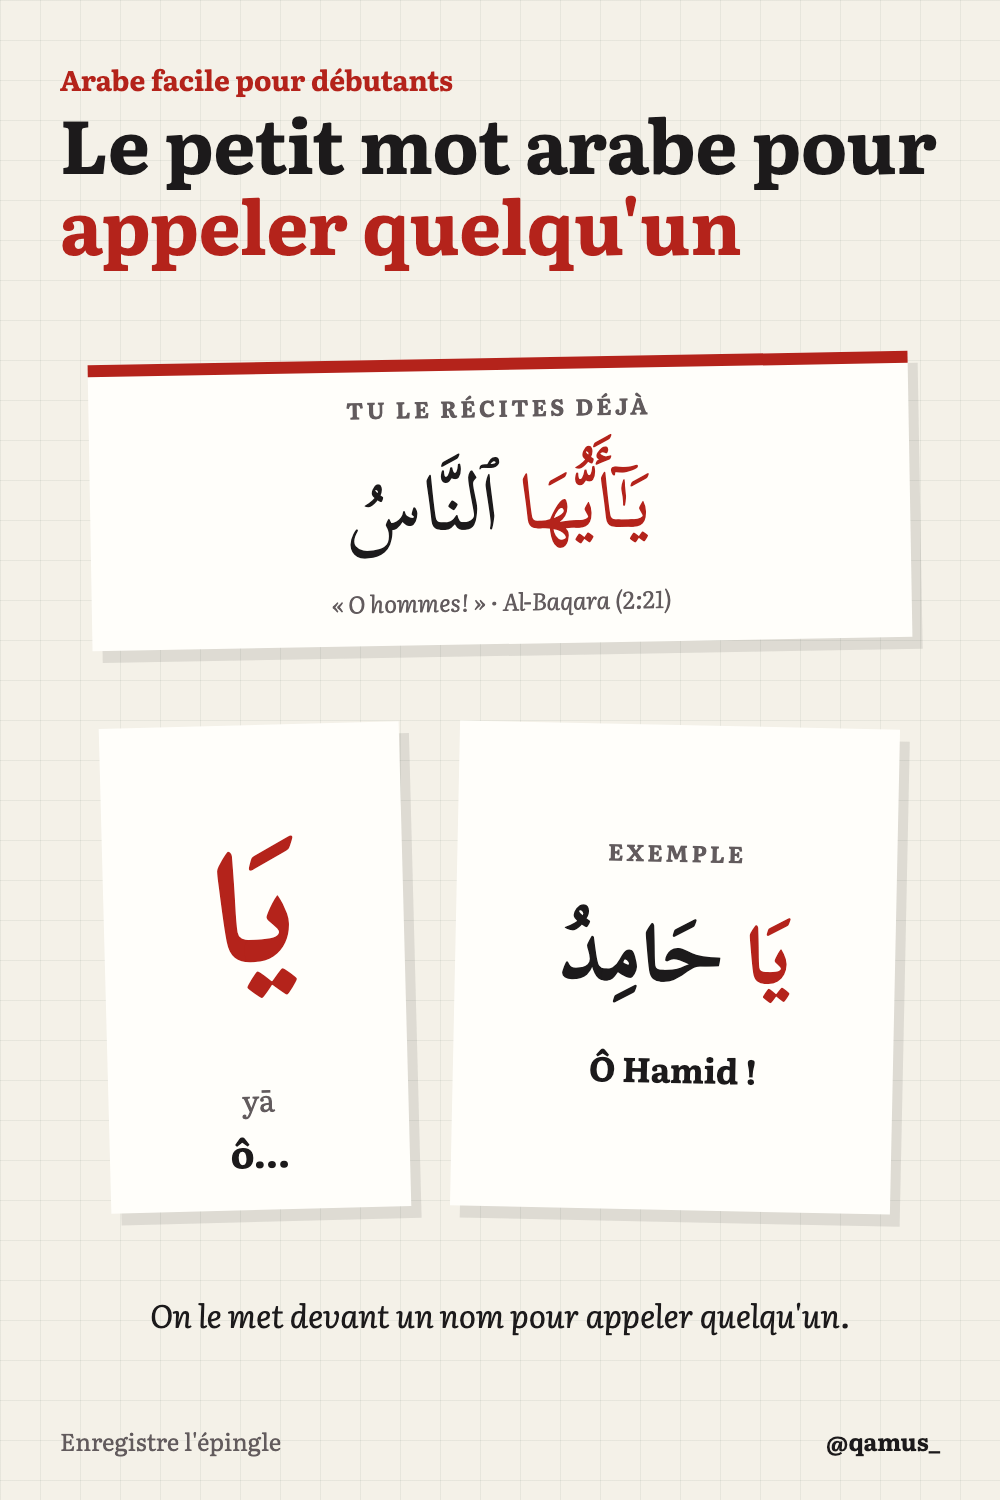 Arabe facile pour débutants
Le petit mot arabe pour
appeler quelqu'un
TU LE RÉCITES DÉJÀ
يَـٰٓأَيُّهَا ٱلنَّاسُ
« O hommes! » · Al-Baqara (2:21)
يَا
yā
ô...
EXEMPLE
يَا حَامِدُ
Ô Hamid !
On le met devant un nom pour appeler quelqu'un.
Enregistre l'épingle
@qamus_